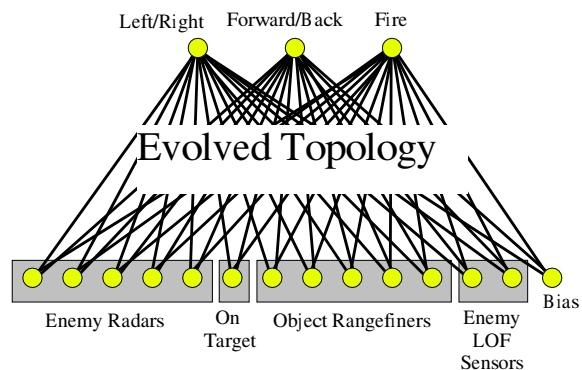 Left/Right Forward/Back Fire
Evolved Topology
Enemy Radars
On
Target
Object Rangefiners
Enemy
LOF
Sensors
Bias